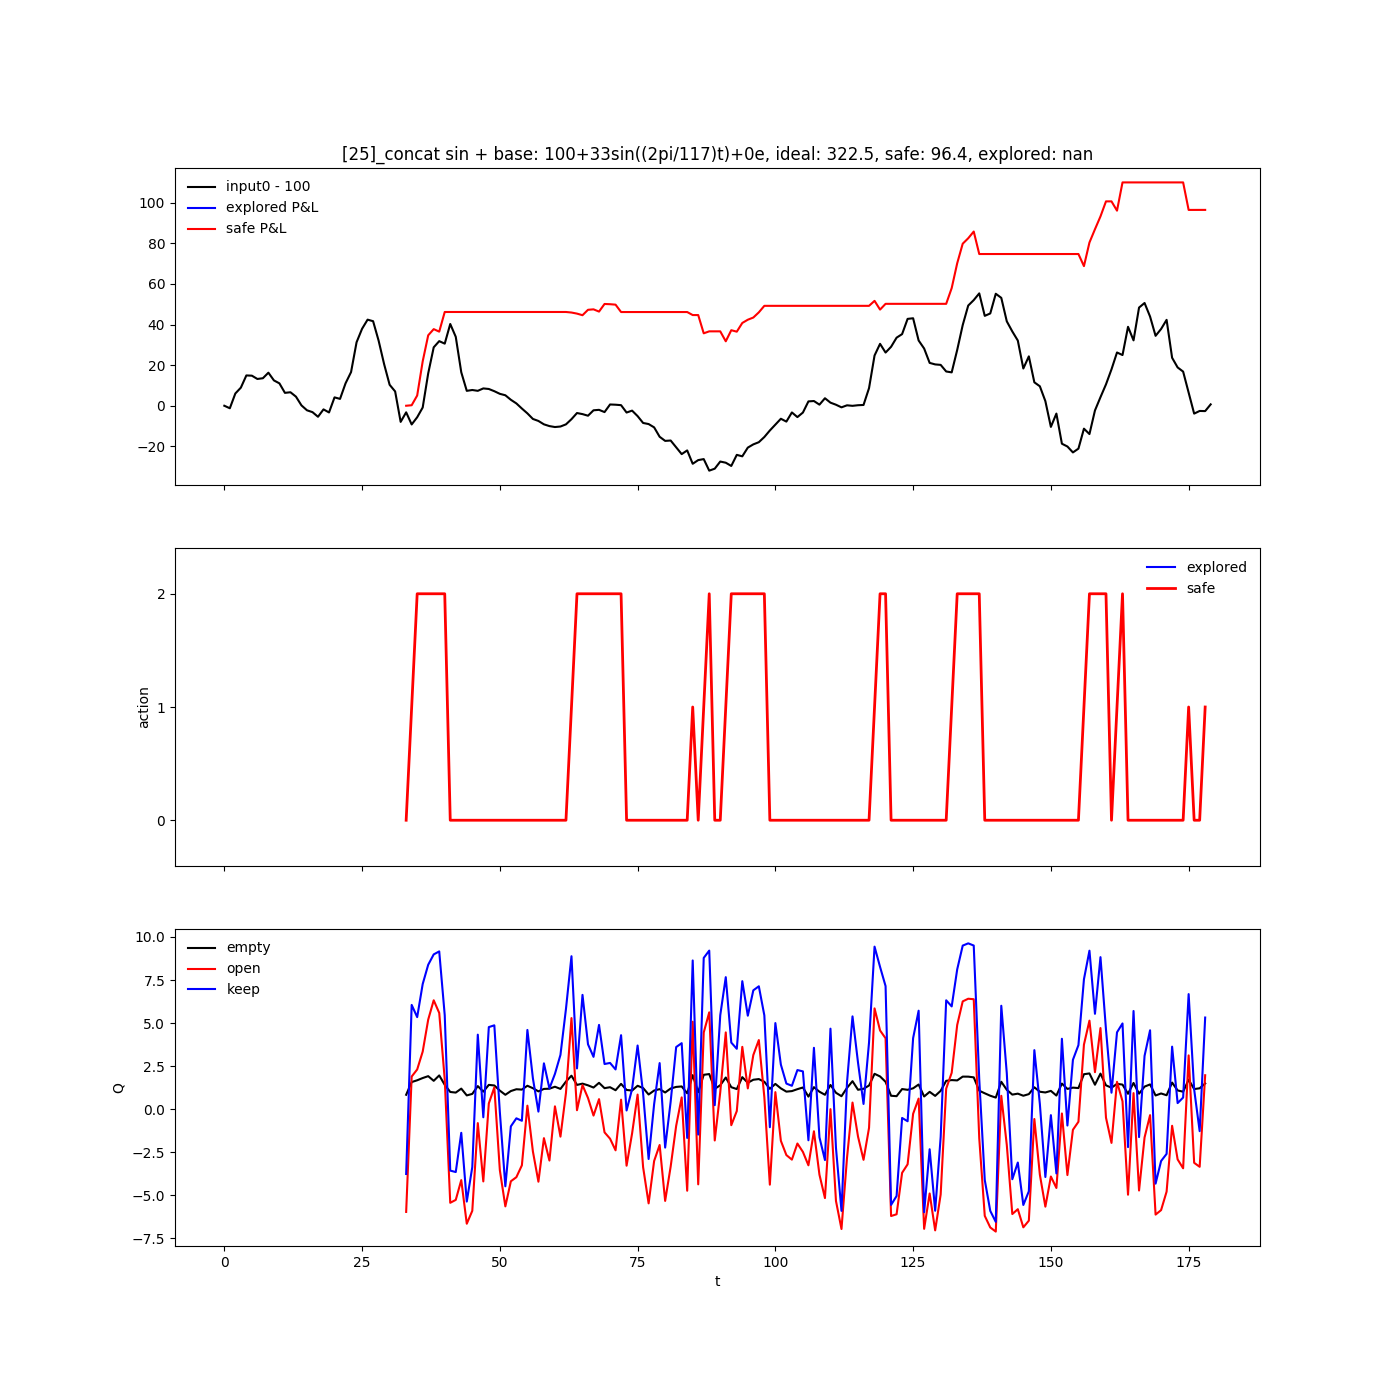 [25]_concat sin + base: 100+33sin((2pi/117)t)+0e, ideal: 322.5, safe: 96.4, explored: nan
input0 - 100
explored P&L
safe P&L
100
80
60
40
20
0
−20
explored
safe
2
1
0
action
empty
open
keep
10.0
7.5
5.0
2.5
0.0
−2.5
−5.0
−7.5
Q
0 25 50 75 100 125 150 175
t